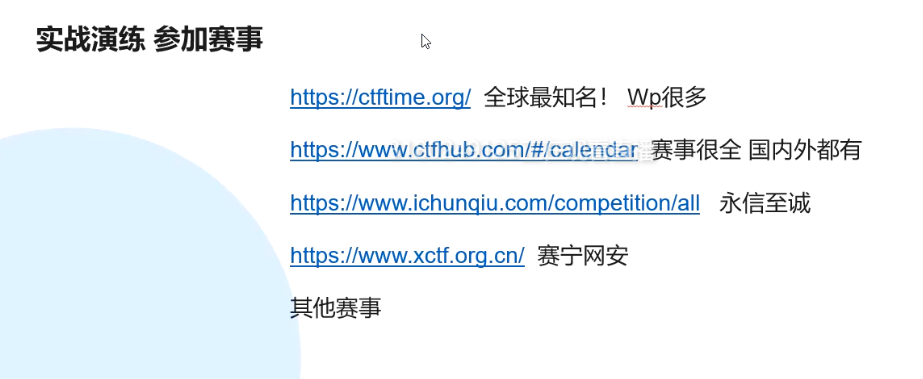 实战演练 参加赛事
https://ctftime.org/ 全球最知名！ Wp很多
https://www.ctfhub.com/#/calendar 赛事很全 国内外都有
https://www.ichunqiu.com/competition/all 永信至诚
https://www.xctf.org.cn/ 赛宁网安
其他赛事